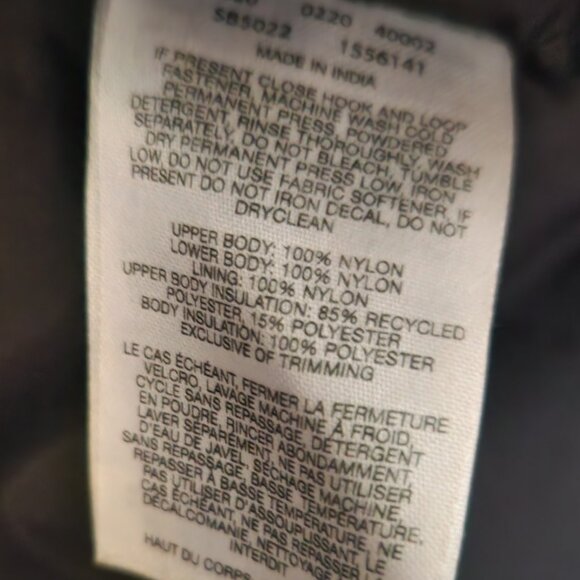 0220 40002
SB5022 1556141
MADE IN INDIA
IF PRESENT CLOSE HOOK AND LOOP
FASTENER, MACHINE WASH COLD
PERMANENT PRESS, POWDERED
DETERGENT, RINSE THOROUGHLY, WASH
SEPARATELY, DO NOT BLEACH, TUMBLE
DRY PERMANENT PRESS LOW, IRON
LOW, DO NOT USE FABRIC SOFTENER, IF
PRESENT DO NOT IRON DECAL, DO NOT
DRYCLEAN
UPPER BODY: 100% NYLON
LOWER BODY: 100% NYLON
LINING: 100% NYLON
UPPER BODY INSULATION: 85% RECYCLED
POLYESTER, 15% POLYESTER
BODY INSULATION: 100% POLYESTER
EXCLUSIVE OF TRIMMING
LE CAS ÉCHÉANT, FERMER LA FERMETURE
VELCRO, LAVAGE MACHINE À FROID,
CYCLE SANS REPASSAGE, DÉTERGENT
EN POUDRE, RINCER ABONDAMMENT,
LAVER SÉPARÉMENT, NE PAS UTILISER
D'EAU DE JAVEL, SÉCHAGE MACHINE,
SANS REPASSAGE, BASSE TEMPÉRATURE,
REPASSER À BASSE TEMPÉRATURE, NE
PAS UTILISER D'ASSOUPLISSANT, LE
CAS ÉCHÉANT, NE PAS REPASSER LE
DÉCALCOMANIE, NETTOYAGE
INTERDIT
HAUT DU CORPS